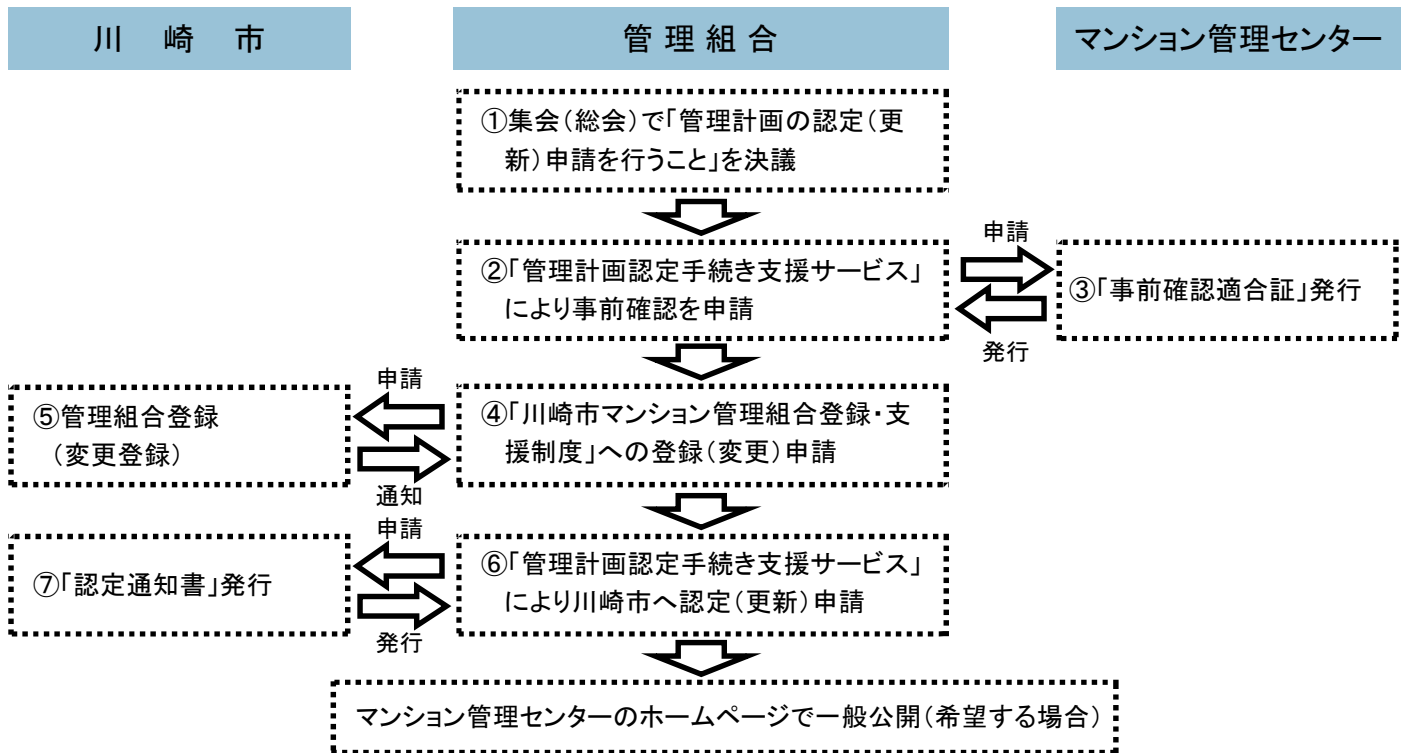 川崎市
管理組合
マンション管理センター
①集会（総会）で「管理計画の認定（更
新）申請を行うこと」を決議
②「管理計画認定手続き支援サービス」
により事前確認を申請
申請
発行
③「事前確認適合証」発行
④「川崎市マンション管理組合登録・支
援制度」への登録（変更）申請
申請
通知
⑤管理組合登録
（変更登録）
⑥「管理計画認定手続き支援サービス」
により川崎市へ認定（更新）申請
申請
発行
⑦「認定通知書」発行
マンション管理センターのホームページで一般公開（希望する場合）